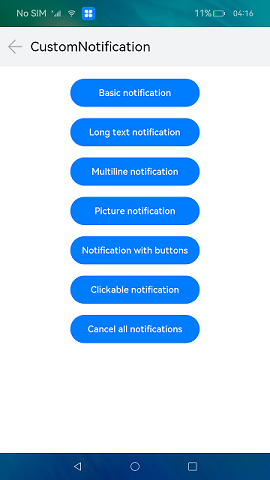 No SIM 11% 04:16
CustomNotification
Basic notification
Long text notification
Multiline notification
Picture notification
Notification with buttons
Clickable notification
Cancel all notifications